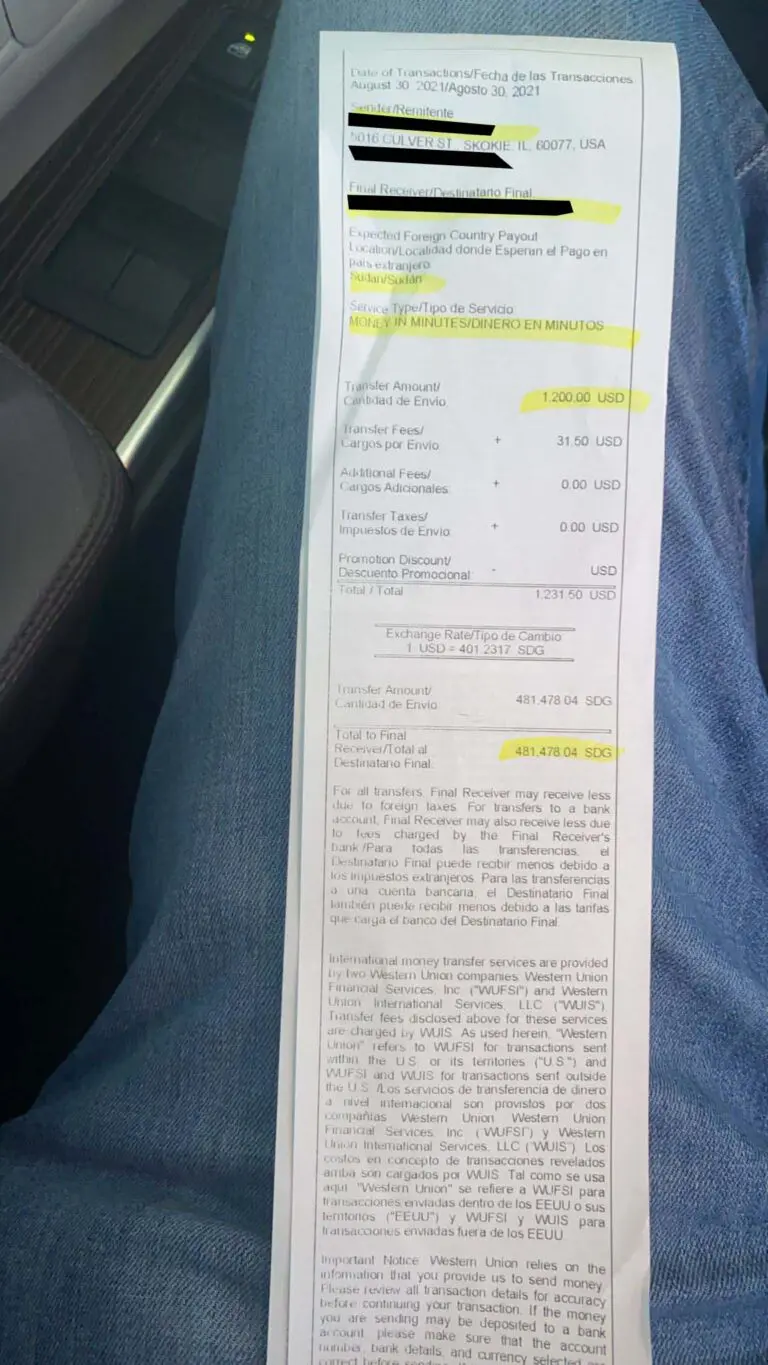 Date of Transactions/Fecha de las Transacciones
August 30, 2021/Agosto 30, 2021
Sender/Remitente
5016 CULVER ST., SKOKIE, IL, 60077, USA
Final Receiver/Destinatario Final
Expected Foreign Country Payout
Location/Localidad donde Esperan el Pago en
país extranjero
Sudan/Sudán
Service Type/Tipo de Servicio
MONEY IN MINUTES/DINERO EN MINUTOS
Transfer Amount/
Cantidad de Envio 1,200.00 USD
Transfer Fees/
Cargos por Envio + 31.50 USD
Additional Fees/
Cargos Adicionales + 0.00 USD
Transfer Taxes/
Impuestos de Envio + 0.00 USD
Promotion Discount/
Descuento Promocional - USD
Total / Total 1,231.50 USD
Exchange Rate/Tipo de Cambio
1 USD = 401.2317 SDG
Transfer Amount/
Cantidad de Envio 481,478.04 SDG
Total to Final
Receiver/Total al 481,478.04 SDG
Destinatario Final
For all transfers, Final Receiver may receive less
due to foreign taxes. For transfers to a bank
account, Final Receiver may also receive less due
to fees charged by the Final Receiver's
bank./Para todas las transferencias, el
Destinatario Final puede recibir menos debido a
los impuestos extranjeros. Para las transferencias
a una cuenta bancaria, el Destinatario Final
también puede recibir menos debido a las tarifas
que carga el banco del Destinatario Final.
International money transfer services are provided
by two Western Union companies, Western Union
Financial Services, Inc. ("WUFSI") and Western
Union International Services, LLC ("WUIS").
Transfer fees disclosed above for these services
are charged by WUIS. As used herein, "Western
Union" refers to WUFSI for transactions sent
within the U.S. or its territories ("U.S") and
WUFSI and WUIS for transactions sent outside
the U.S. /Los servicios de transferencia de dinero
a nivel internacional son provistos por dos
compañías Western Union Western Union
Financial Services, Inc. ("WUFSI") y Western
Union International Services, LLC ("WUIS"). Los
costos en concepto de transacciones revelados
arriba son cargados por WUIS. Tal como se usa
aquí, "Western Union" se refiere a WUFSI para
transacciones enviadas dentro de los EEUU o sus
territorios ("EEUU") y WUFSI y WUIS para
transacciones enviadas fuera de los EEUU
Important Notice Western Union relies on the
information that you provide us to send money.
Please review all transaction details for accuracy
before continuing your transaction. If the money
you are sending may be deposited to a bank
account, please make sure that the account
number, bank details, and currency selected are
correct before